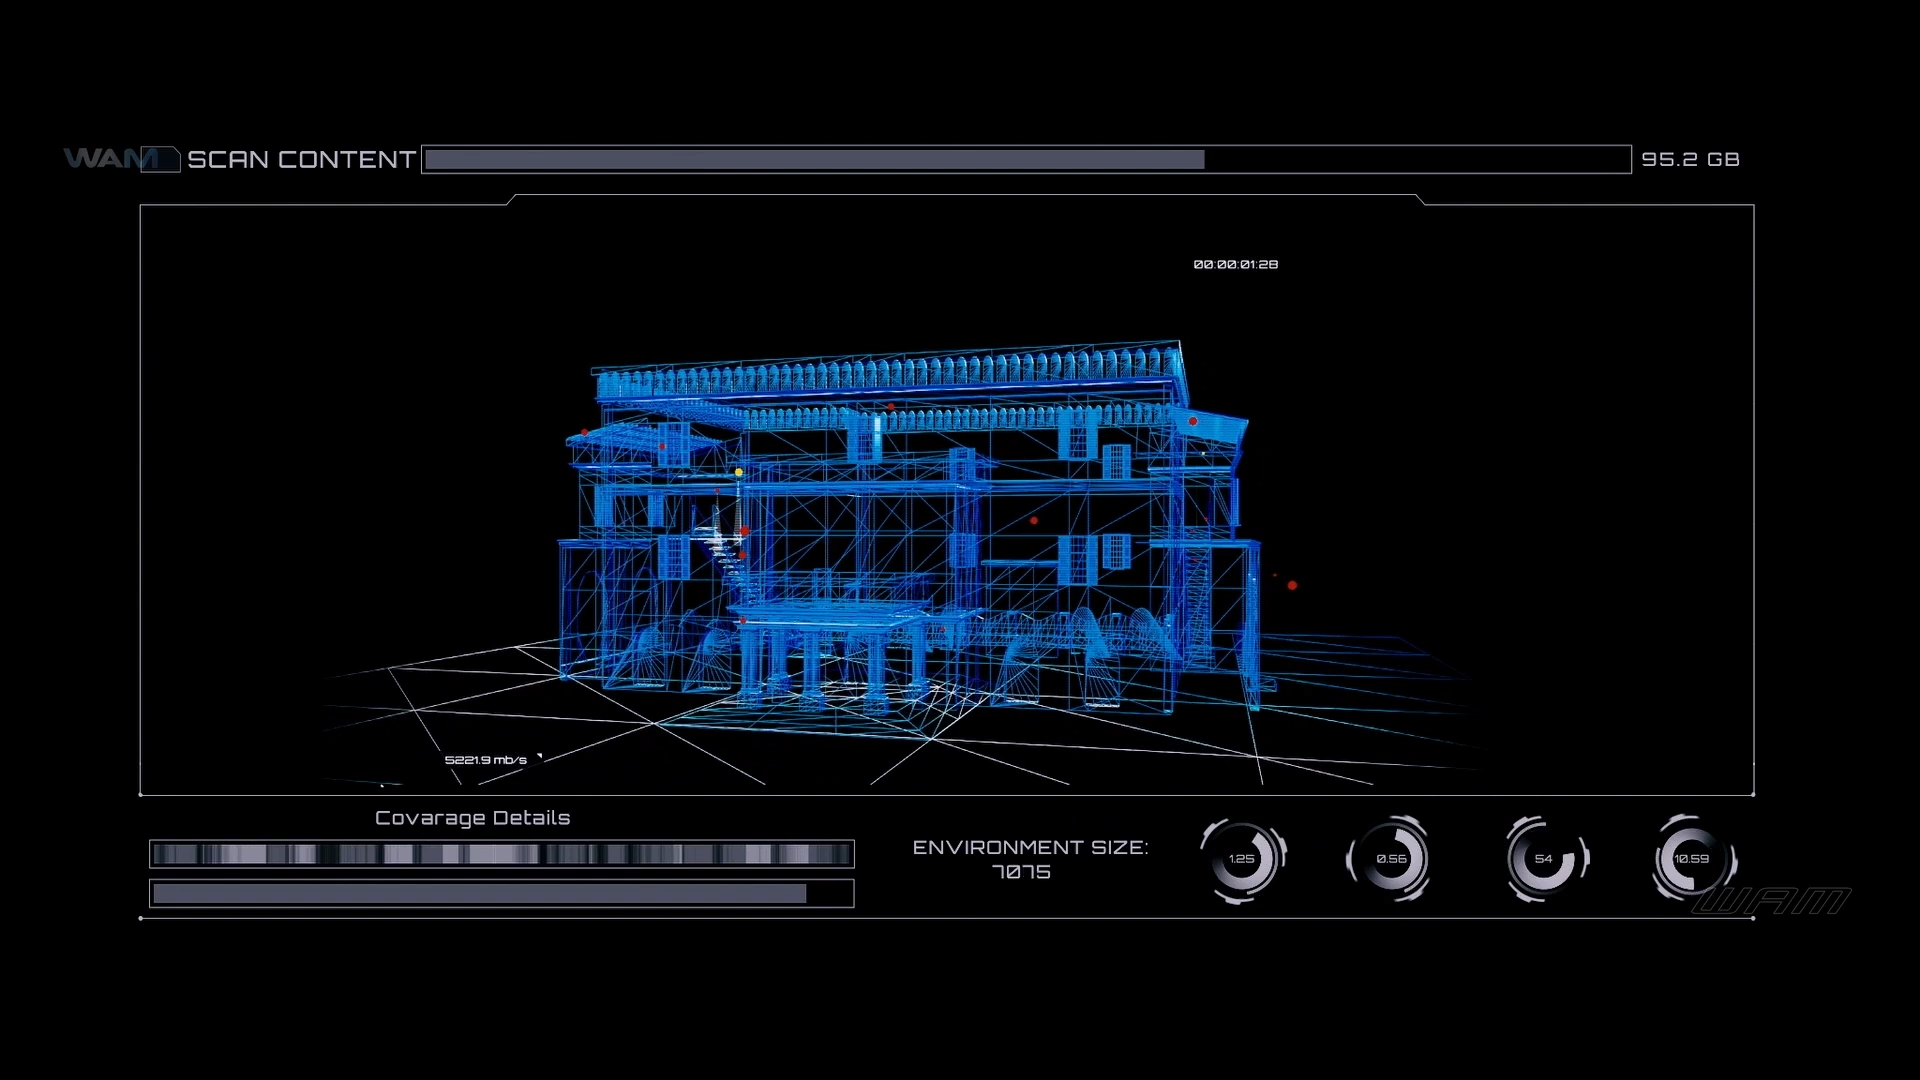 WAM SCAN CONTENT 95.2 GB
00:00:01:28
5221.9 mb/s
Covarage Details
ENVIRONMENT SIZE:
7075
1.25 0.56 54 10.59
WAM